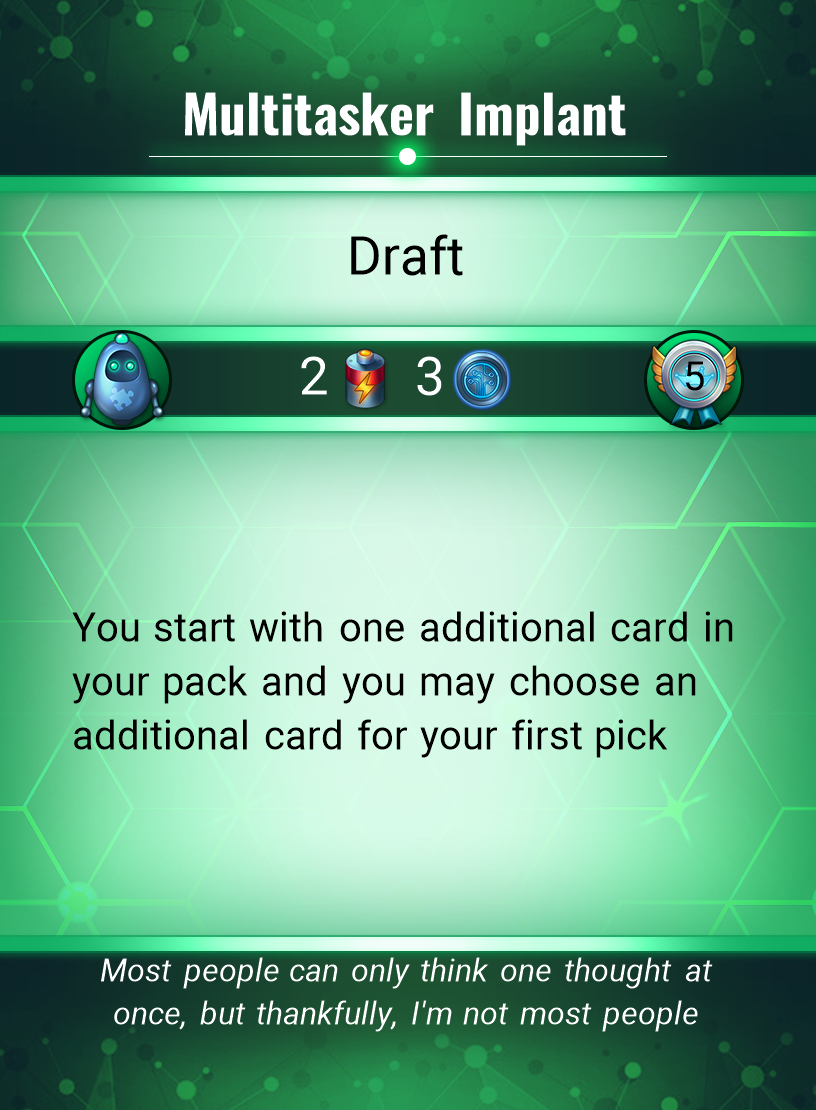 Multitasker Implant
Draft
2 3 5
You start with one additional card in
your pack and you may choose an
additional card for your first pick
Most people can only think one thought at
once, but thankfully, I'm not most people